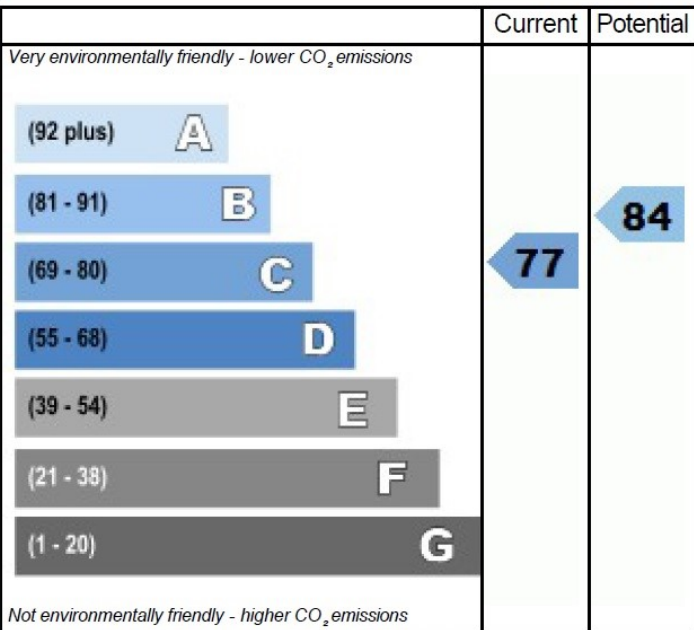 Current Potential
Very environmentally friendly - lower CO₂ emissions
(92 plus) A
(81 - 91) B
84
(69 - 80) C
77
(55 - 68) D
(39 - 54) E
(21 - 38) F
(1 - 20) G
Not environmentally friendly - higher CO₂ emissions